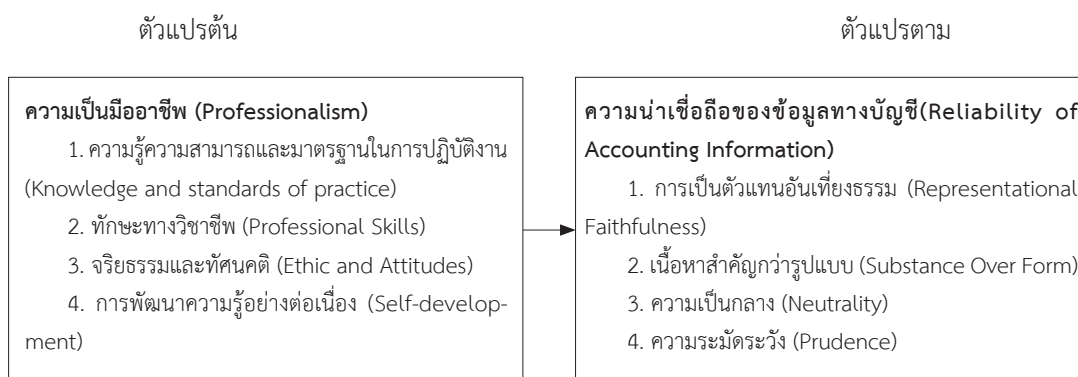 ตัวแปรต้น
ตัวแปรตาม
ความเป็นมืออาชีพ (Professionalism)
1. ความรู้ความสามารถและมาตรฐานในการปฏิบัติงาน
(Knowledge and standards of practice)
2. ทักษะทางวิชาชีพ (Professional Skills)
3. จริยธรรมและทัศนคติ (Ethic and Attitudes)
4. การพัฒนาความรู้อย่างต่อเนื่อง (Self-develop-
ment)
ความน่าเชื่อถือของข้อมูลทางบัญชี(Reliability of
Accounting Information)
1. การเป็นตัวแทนอันเที่ยงธรรม (Representational
Faithfulness)
2. เนื้อหาสำคัญกว่ารูปแบบ (Substance Over Form)
3. ความเป็นกลาง (Neutrality)
4. ความระมัดระวัง (Prudence)